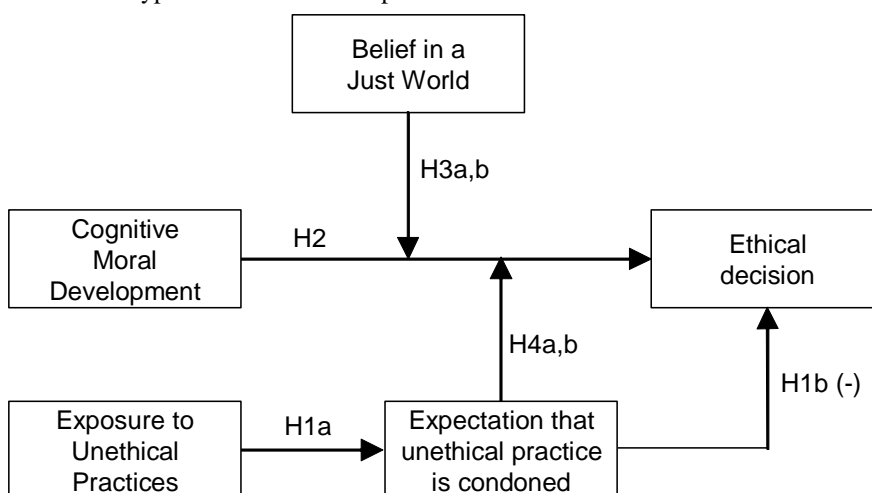 Belief in a
Just World
H3a,b
Cognitive
Moral
Development
H2
Ethical
decision
H4a,b
H1b (-)
Exposure to
Unethical
Practices
H1a
Expectation that
unethical practice
is condoned